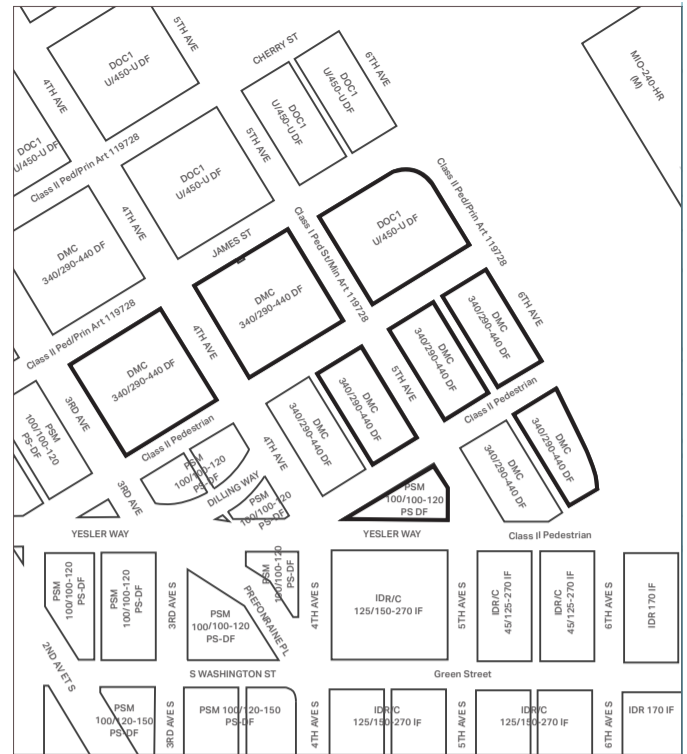 5TH AVE
CHERRY ST
6TH AVE
DOC1
U/450-U DF
DOC1
U/450-U DF
DOC1
U/450-U DF
MIO-240-HR
(M)
4TH AVE
5TH AVE
DOC1
U/450-U DF
Class II Ped/Prin Art 119728
DOC1
U/450-U DF
4TH AVE
JAMES ST
Class I Ped St/Min Art 119728
DOC1
U/450-U DF
Class II Ped/Prin Art 119728
DMC
340/290-440 DF
DMC
340/290-440 DF
6TH AVE
Class II Ped/Prin Art 119728
4TH AVE
DMC
340/290-440 DF
DMC
340/290-440 DF
DMC
340/290-440 DF
5TH AVE
DMC
340/290-440 DF
3RD AVE
PSM
100/100-120
PS-DF
Class II Pedestrian
4TH AVE
DMC
340/290-440 DF
Class II Pedestrian
DMC
340/290-440 DF
DMC
340/290-440 DF
PSM
100/100-120
PS-DF
DILLING WAY
3RD AVE
PSM
100/100-120
PS-DF
PSM
100/100-120
PS DF
YESLER WAY
YESLER WAY
Class II Pedestrian
PSM
100/100-120
PS-DF
PSM
100/100-120
PS-DF
3RD AVE S
PSM
100/100-120
PS-DF
PREFONRAINE PL
PSM
100/100-120
PS-DF
4TH AVE S
IDR/C
125/150-270 IF
5TH AVE S
IDR/C
45/125-270 IF
IDR/C
45/125-270 IF
6TH AVE S
IDR 170 IF
2ND AV ET S
S WASHINGTON ST
Green Street
PSM
100/120-150
PS-DF
3RD AVE S
PSM 100/120-150
PS-DF
4TH AVE S
IDR/C
125/150-270 IF
5TH AVE S
IDR/C
125/150-270 IF
6TH AVE S
IDR 170 IF